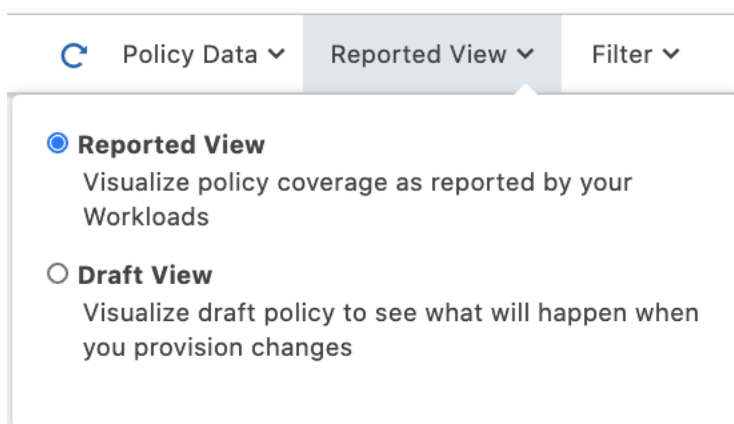 Policy Data Reported View Filter
Reported View
Visualize policy coverage as reported by your
Workloads
Draft View
Visualize draft policy to see what will happen when
you provision changes